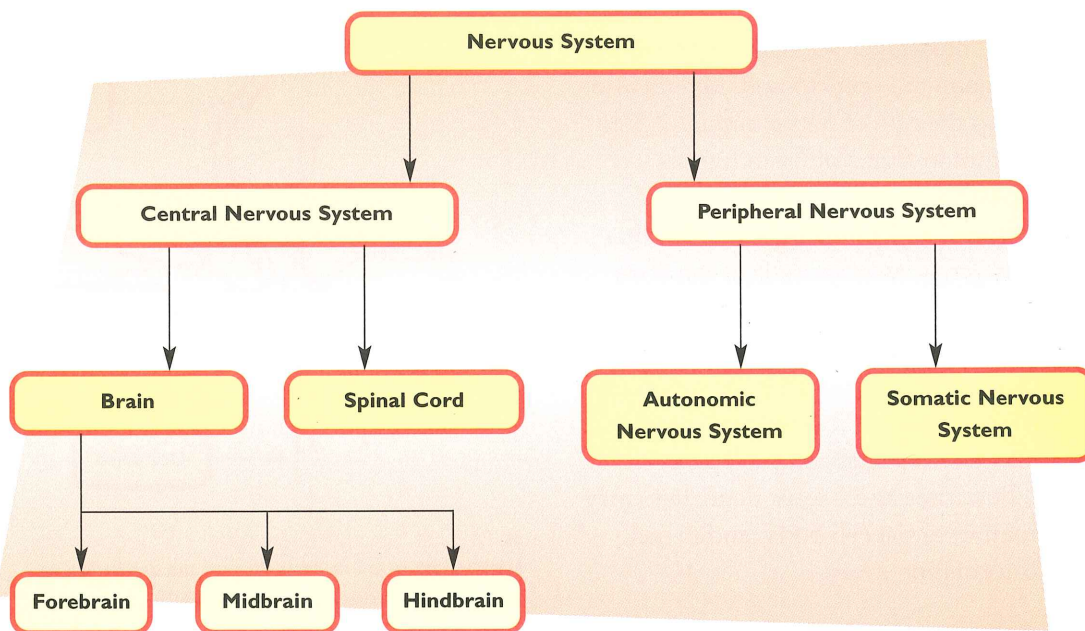 Nervous System
Central Nervous System
Peripheral Nervous System
Brain
Spinal Cord
Autonomic
Nervous System
Somatic Nervous
System
Forebrain
Midbrain
Hindbrain